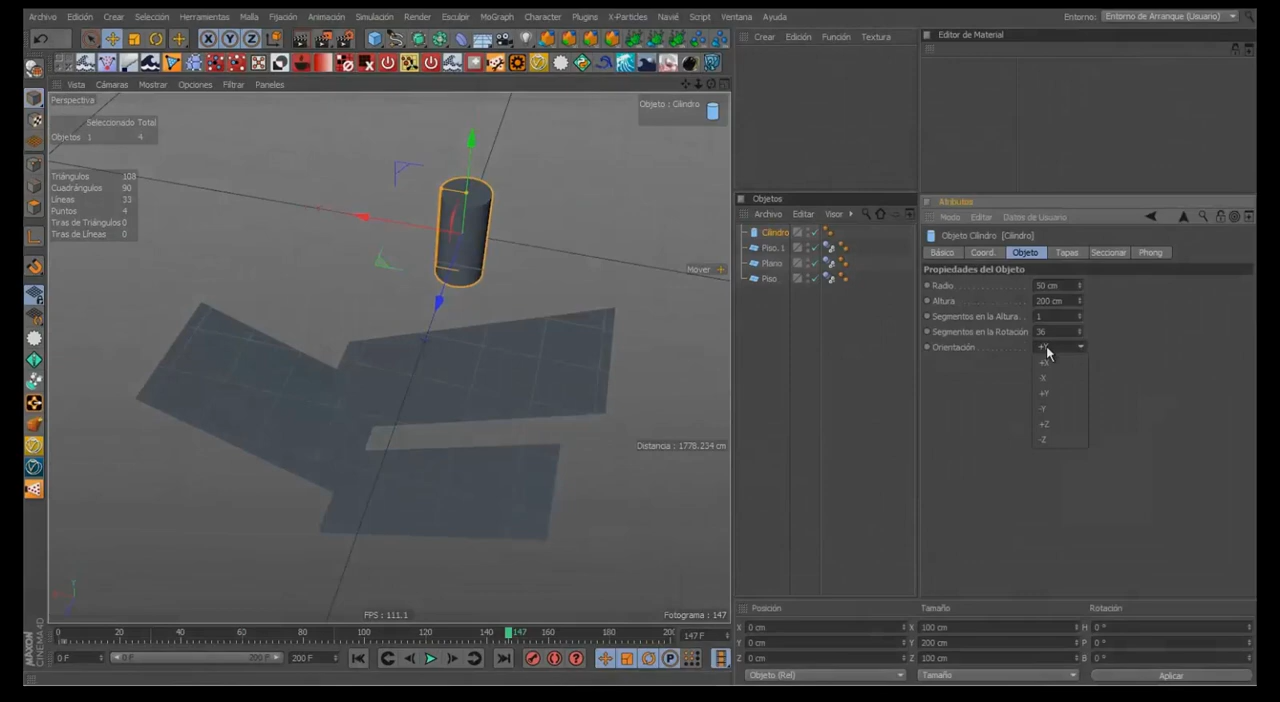 Archivo Edición Crear Selección Herramientas Malla Fijación Animación Simulación Render Esculpir MoGraph Character Plugins X-Particles Navié Script Ventana Ayuda
Entorno: Entorno de Arranque (Usuario)
X Y Z
Vista Cámaras Mostrar Opciones Filtrar Paneles
Perspectiva
Seleccionado Total
Objetos 1 4
Triángulos 108
Cuadrángulos 90
Líneas 33
Puntos 4
Tiras de Triángulos 0
Tiras de Líneas 0
Objeto : Cilindro
Mover
Distancia : 1778.234 cm
FPS : 111.1
Fotograma : 147
Crear Edición Función Textura
Editor de Material
Objetos
Archivo Editar Visor
Cilindro
Piso.1
Plano
Piso
Atributos
Modo Editar Datos de Usuario
Objeto Cilindro [Cilindro]
Básico Coord. Objeto Tapas Seccionar Phong
Propiedades del Objeto
Radio 50 cm
Altura 200 cm
Segmentos en la Altura 1
Segmentos en la Rotación 36
Orientación +Y
+X
-X
+Y
-Y
+Z
-Z
0 20 40 60 80 100 120 140 147 160 180 20 147 F
0 F 0 F 200 F 200 F
P
Posición Tamaño Rotación
X 0 cm X 100 cm H 0 °
Y 0 cm Y 200 cm P 0 °
Z 0 cm Z 100 cm B 0 °
Objeto (Rel) Tamaño Aplicar
MAXON
CINEMA 4D